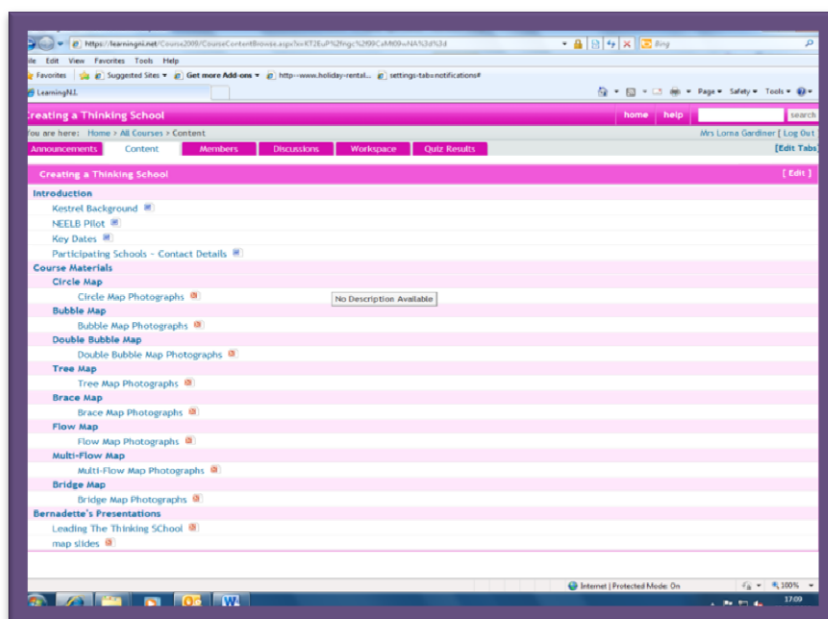 https://learningni.net/Course2009/CourseContentBrowse.aspx
Bing
File Edit View Favorites Tools Help
Favorites Suggested Sites Get more Add-ons http--www.holiday-rental... settings-tab=notifications#
LearningNI. Page Safety Tools
Creating a Thinking School home help search
You are here: Home > All Courses > Content Mrs Lorna Gardiner [ Log Out
Announcements Content Members Discussions Workspace Quiz Results [Edit Tabs
Creating a Thinking School [ Edit ]
Introduction
Kestrel Background
NEELB Pilot
Key Dates
Participating Schools - Contact Details
Course Materials
Circle Map
Circle Map Photographs
No Description Available
Bubble Map
Bubble Map Photographs
Double Bubble Map
Double Bubble Map Photographs
Tree Map
Tree Map Photographs
Brace Map
Brace Map Photographs
Flow Map
Flow Map Photographs
Multi-Flow Map
Multi-Flow Map Photographs
Bridge Map
Bridge Map Photographs
Bernadette's Presentations
Leading The Thinking SChool
map slides
Internet | Protected Mode: On 100%
17:09